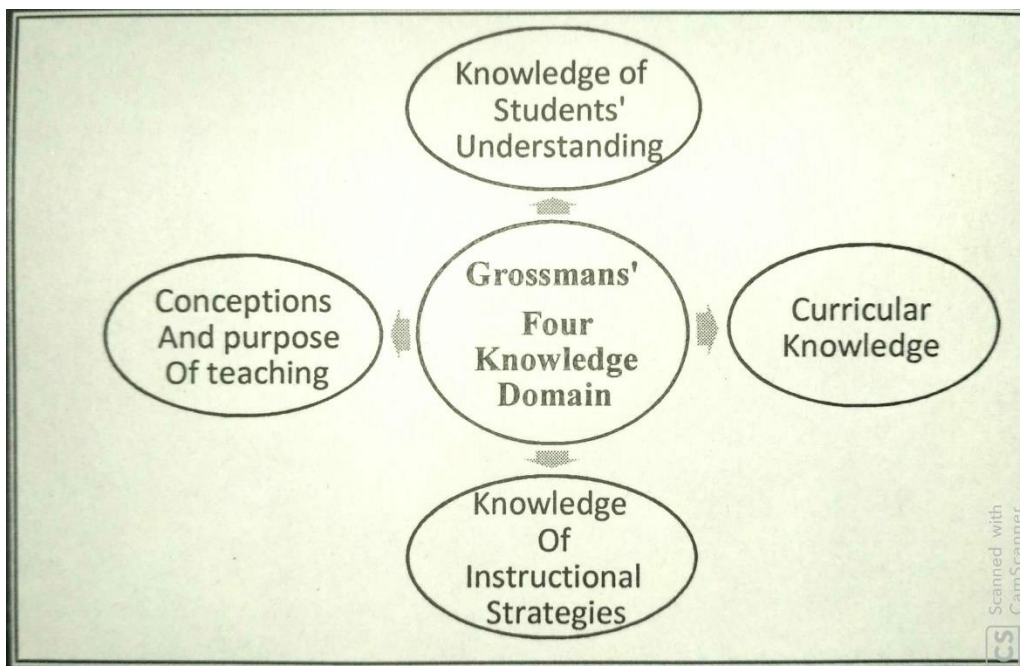 Knowledge of
Students'
Understanding
Conceptions
And purpose
Of teaching
Grossmans'
Four
Knowledge
Domain
Curricular
Knowledge
Knowledge
Of
Instructional
Strategies
CS
Scanned with
CamScanner